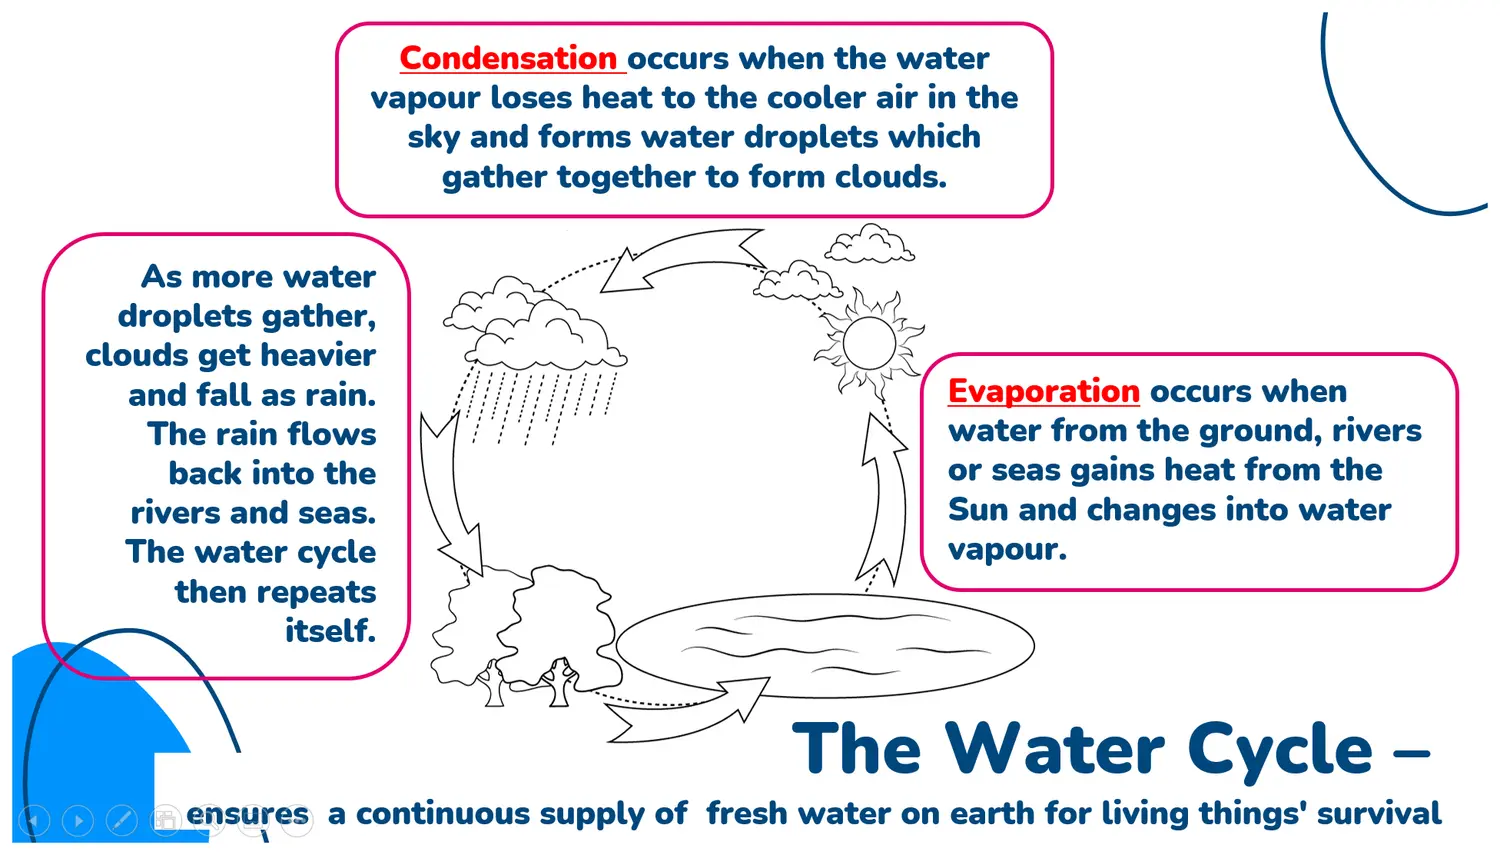 Condensation occurs when the water
vapour loses heat to the cooler air in the
sky and forms water droplets which
gather together to form clouds.
As more water
droplets gather,
clouds get heavier
and fall as rain.
The rain flows
back into the
rivers and seas.
The water cycle
then repeats
itself.
Evaporation occurs when
water from the ground, rivers
or seas gains heat from the
Sun and changes into water
vapour.
The Water Cycle –
ensures  a continuous supply of  fresh water on earth for living things' survival